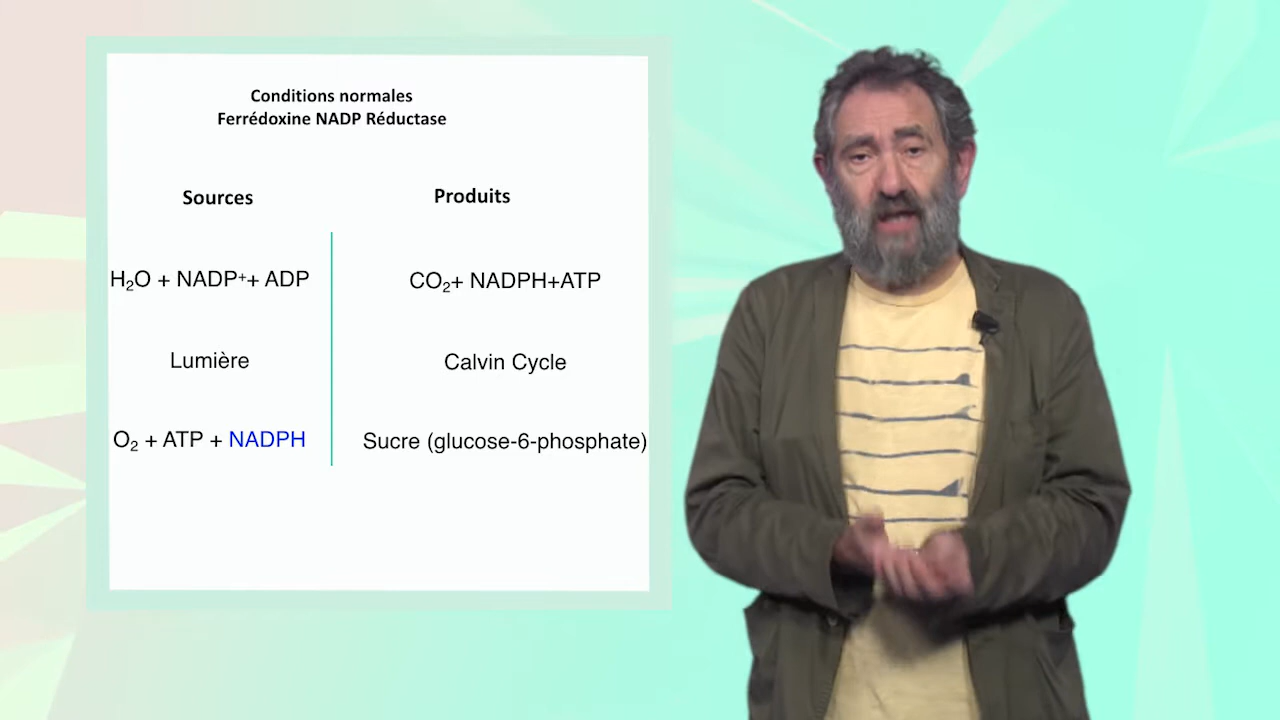 Conditions normales
Ferrédoxine NADP Réductase
Sources
Produits
H₂O + NADP⁺+ ADP
CO₂+ NADPH+ATP
Lumière
Calvin Cycle
O₂ + ATP + NADPH
Sucre (glucose-6-phosphate)